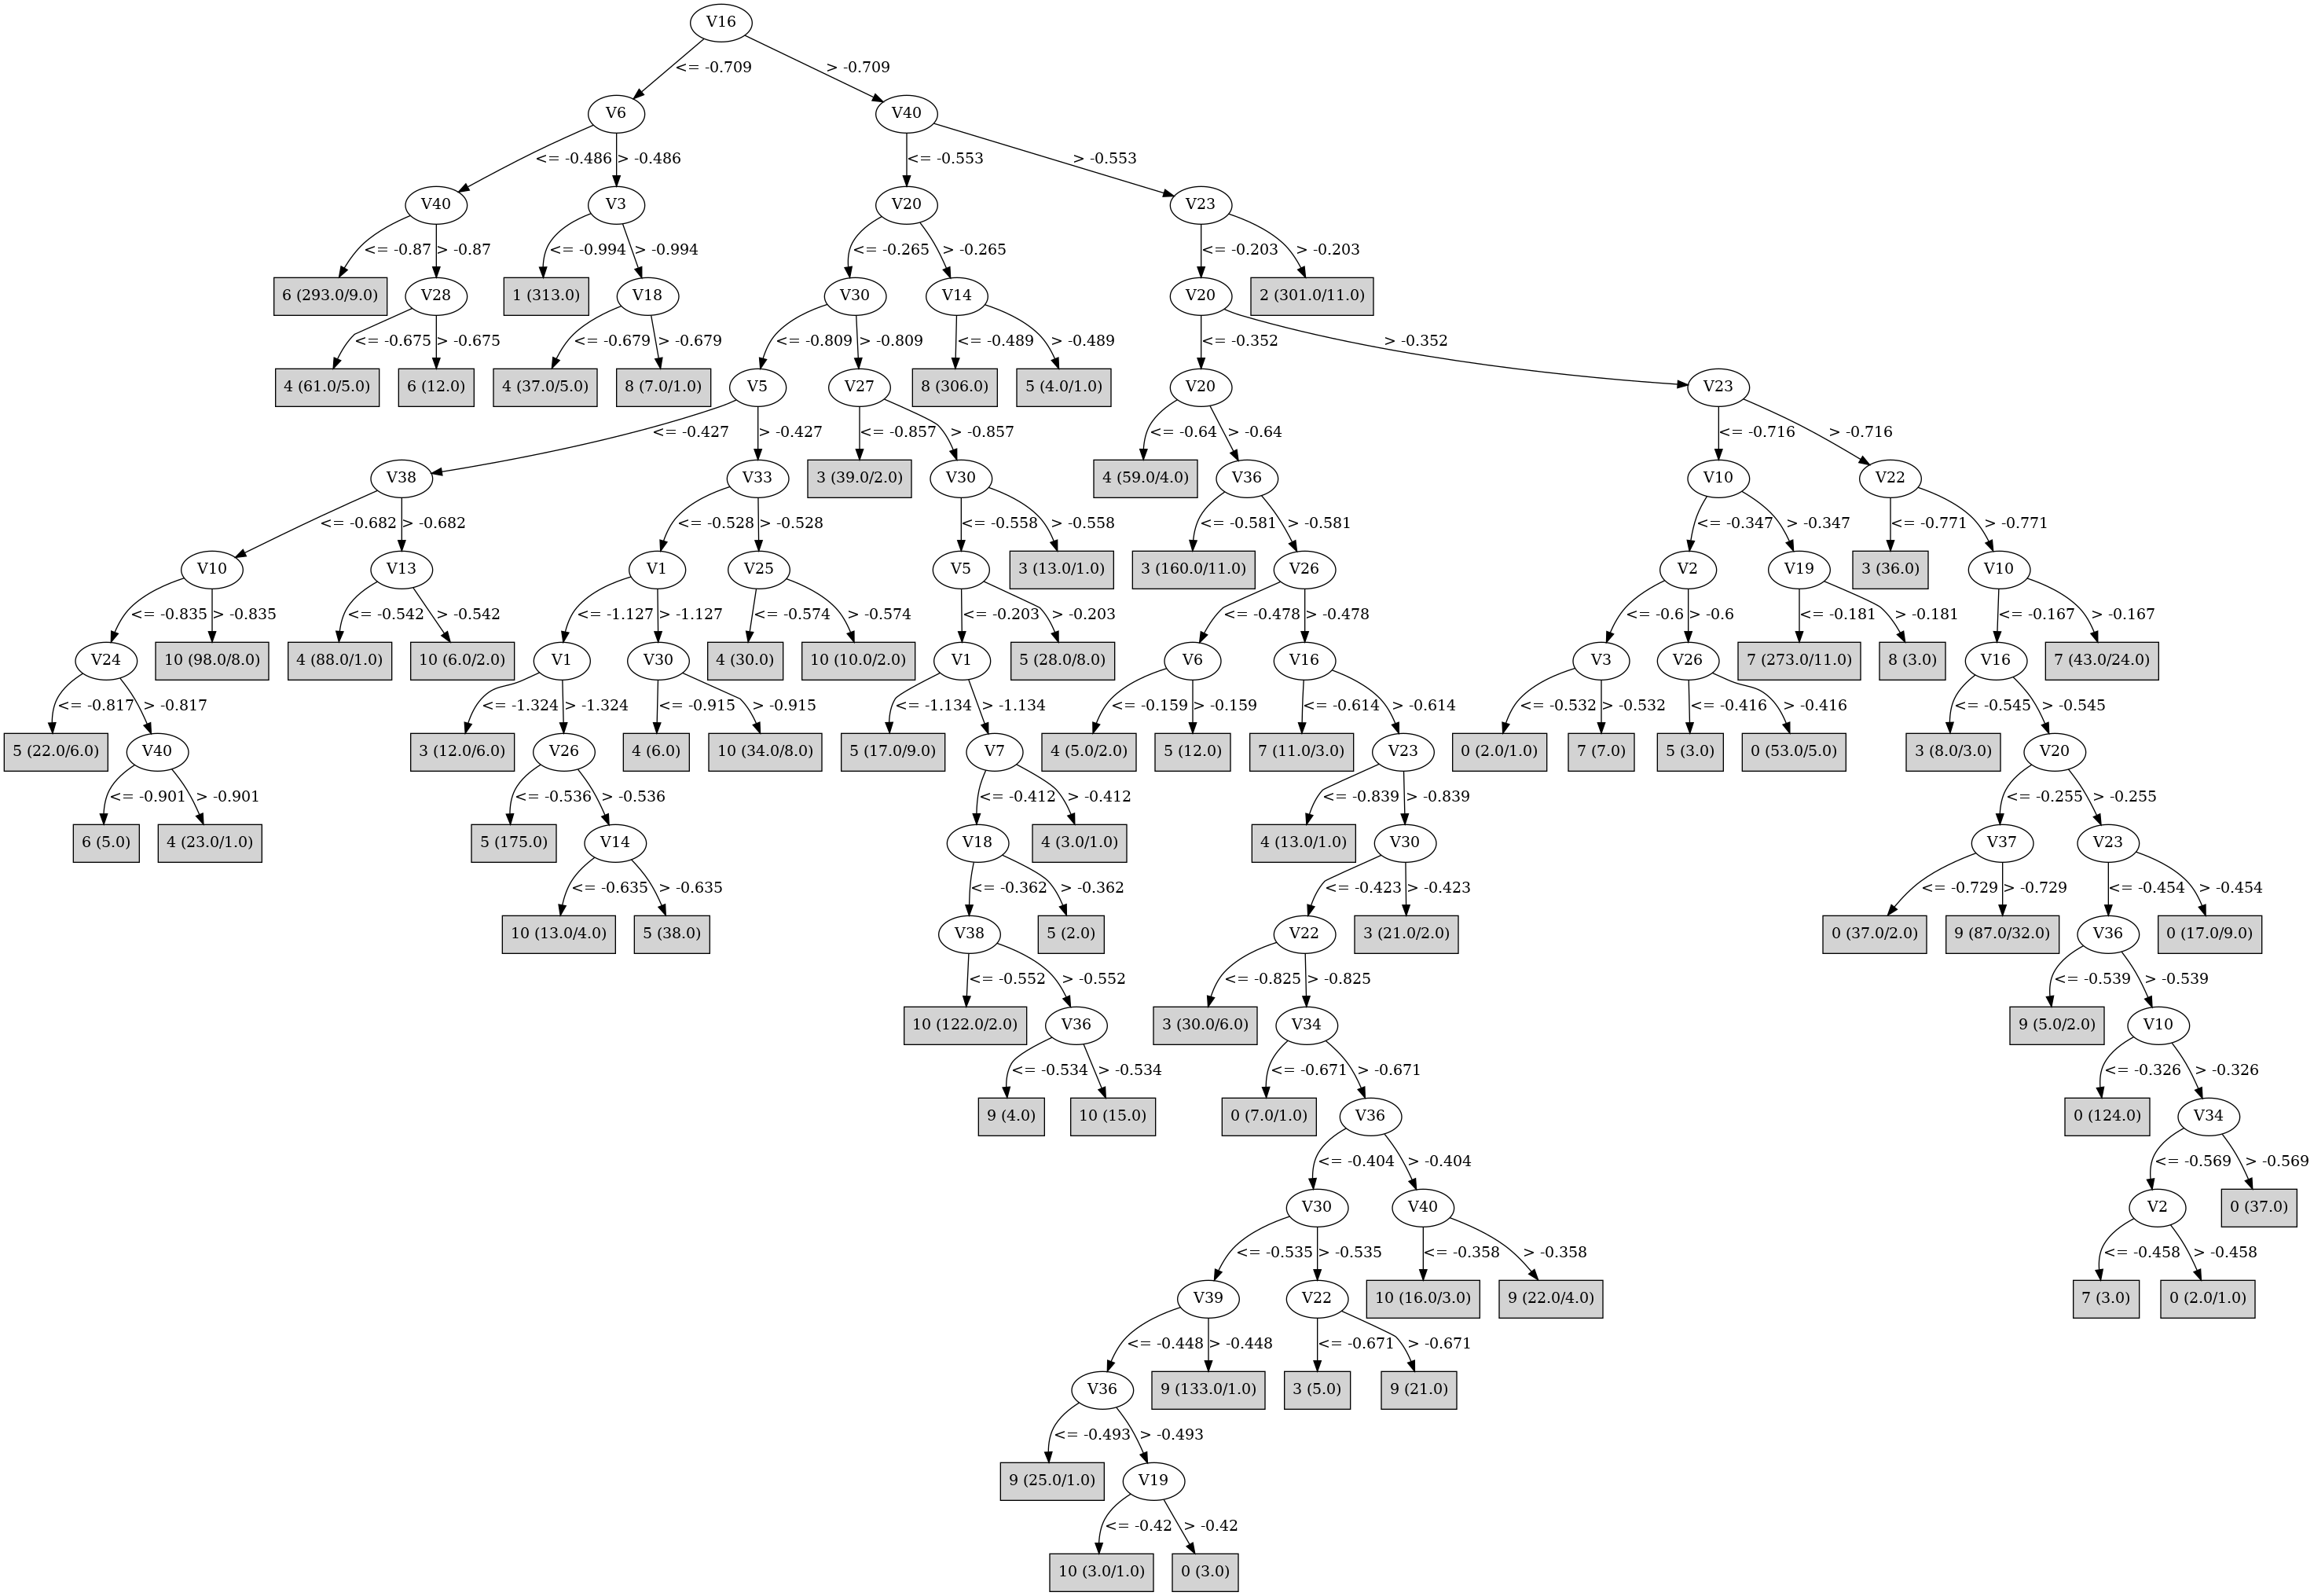 V16
<= -0.709 > -0.709
V6 V40
<= -0.486 > -0.486 <= -0.553 > -0.553
V40 V3 V20 V23
<= -0.87 > -0.87 <= -0.994 > -0.994 <= -0.265 > -0.265 <= -0.203 > -0.203
6 (293.0/9.0) V28 1 (313.0) V18 V30 V14 V20 2 (301.0/11.0)
<= -0.675 > -0.675 <= -0.679 > -0.679 <= -0.809 > -0.809 <= -0.489 > -0.489 <= -0.352 > -0.352
4 (61.0/5.0) 6 (12.0) 4 (37.0/5.0) 8 (7.0/1.0) V5 V27 8 (306.0) 5 (4.0/1.0) V20 V23
<= -0.427 > -0.427 <= -0.857 > -0.857 <= -0.64 > -0.64 <= -0.716 > -0.716
V38 V33 3 (39.0/2.0) V30 4 (59.0/4.0) V36 V10 V22
<= -0.682 > -0.682 <= -0.528 > -0.528 <= -0.558 > -0.558 <= -0.581 > -0.581 <= -0.347 > -0.347 <= -0.771 > -0.771
V10 V13 V1 V25 V5 3 (13.0/1.0) 3 (160.0/11.0) V26 V2 V19 3 (36.0) V10
<= -0.835 > -0.835 <= -0.542 > -0.542 <= -1.127 > -1.127 <= -0.574 > -0.574 <= -0.203 > -0.203 <= -0.478 > -0.478 <= -0.6 > -0.6 <= -0.181 > -0.181 <= -0.167 > -0.167
V24 10 (98.0/8.0) 4 (88.0/1.0) 10 (6.0/2.0) V1 V30 4 (30.0) 10 (10.0/2.0) V1 5 (28.0/8.0) V6 V16 V3 V26 7 (273.0/11.0) 8 (3.0) V16 7 (43.0/24.0)
<= -0.817 > -0.817 <= -1.324 > -1.324 <= -0.915 > -0.915 <= -1.134 > -1.134 <= -0.159 > -0.159 <= -0.614 > -0.614 <= -0.532 > -0.532 <= -0.416 > -0.416 <= -0.545 > -0.545
5 (22.0/6.0) V40 3 (12.0/6.0) V26 4 (6.0) 10 (34.0/8.0) 5 (17.0/9.0) V7 4 (5.0/2.0) 5 (12.0) 7 (11.0/3.0) V23 0 (2.0/1.0) 7 (7.0) 5 (3.0) 0 (53.0/5.0) 3 (8.0/3.0) V20
<= -0.901 > -0.901 <= -0.536 > -0.536 <= -0.412 > -0.412 <= -0.839 > -0.839 <= -0.255 > -0.255
6 (5.0) 4 (23.0/1.0) 5 (175.0) V14 V18 4 (3.0/1.0) 4 (13.0/1.0) V30 V37 V23
<= -0.635 > -0.635 <= -0.362 > -0.362 <= -0.423 > -0.423 <= -0.729 > -0.729 <= -0.454 > -0.454
10 (13.0/4.0) 5 (38.0) V38 5 (2.0) V22 3 (21.0/2.0) 0 (37.0/2.0) 9 (87.0/32.0) V36 0 (17.0/9.0)
<= -0.552 > -0.552 <= -0.825 > -0.825 <= -0.539 > -0.539
10 (122.0/2.0) V36 3 (30.0/6.0) V34 9 (5.0/2.0) V10
<= -0.534 > -0.534 <= -0.671 > -0.671 <= -0.326 > -0.326
9 (4.0) 10 (15.0) 0 (7.0/1.0) V36 0 (124.0) V34
<= -0.404 > -0.404 <= -0.569 > -0.569
V30 V40 V2 0 (37.0)
<= -0.535 > -0.535 <= -0.358 > -0.358 <= -0.458 > -0.458
V39 V22 10 (16.0/3.0) 9 (22.0/4.0) 7 (3.0) 0 (2.0/1.0)
<= -0.448 > -0.448 <= -0.671 > -0.671
V36 9 (133.0/1.0) 3 (5.0) 9 (21.0)
<= -0.493 > -0.493
9 (25.0/1.0) V19
<= -0.42 > -0.42
10 (3.0/1.0) 0 (3.0)